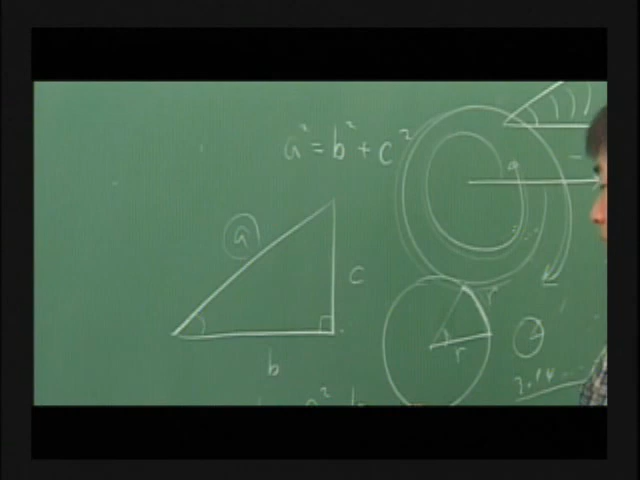 a² = b² + c²
a
c
b
r
r
3.14...